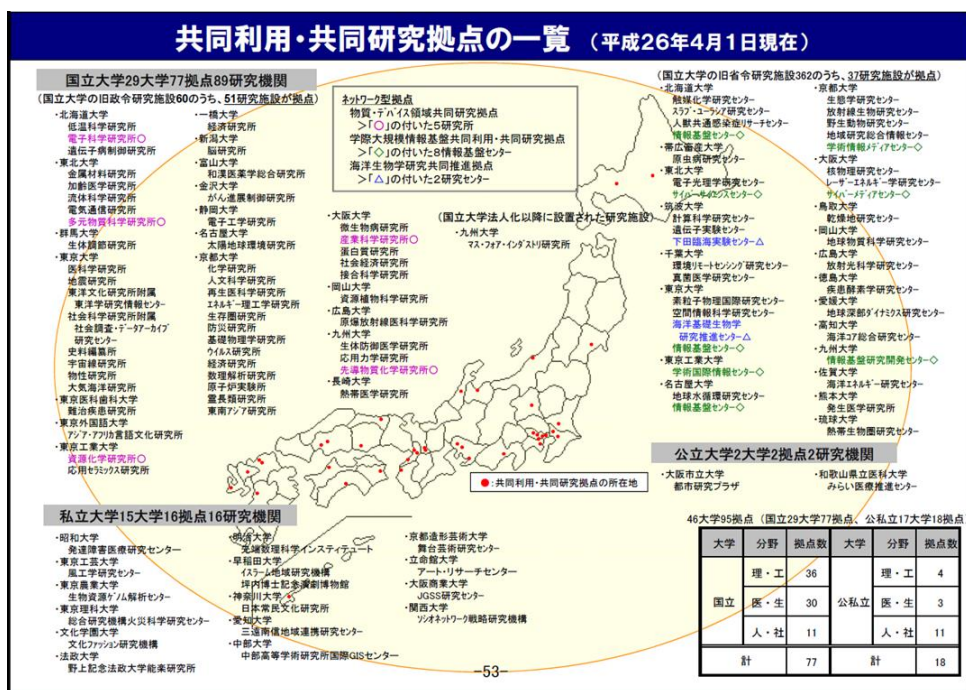 共同利用・共同研究拠点の一覧 (平成26年4月1日現在)
国立大学29大学77拠点89研究機関
(国立大学の旧政令研究施設60のうち、51研究施設が拠点)
・北海道大学
低温科学研究所
電子科学研究所○
遺伝子病制御研究所
・東北大学
金属材料研究所
加齢医学研究所
流体科学研究所
電気通信研究所
多元物質科学研究所○
・群馬大学
生体調節研究所
・東京大学
医科学研究所
地震研究所
東洋文化研究所附属
東洋学研究情報センター
社会科学研究所附属
社会調査・データアーカイブ
研究センター
史料編纂所
宇宙線研究所
物性研究所
大気海洋研究所
・東京医科歯科大学
難治疾患研究所
・東京外国語大学
アジア・アフリカ言語文化研究所
・東京工業大学
資源化学研究所○
応用セラミックス研究所
・一橋大学
経済研究所
・新潟大学
脳研究所
・富山大学
和漢医薬学総合研究所
・金沢大学
がん進展制御研究所
・静岡大学
電子工学研究所
・名古屋大学
太陽地球環境研究所
・京都大学
化学研究所
人文科学研究所
再生医科学研究所
エネルギー理工学研究所
生存圏研究所
防災研究所
基礎物理学研究所
ウイルス研究所
経済研究所
数理解析研究所
原子炉実験所
霊長類研究所
東南アジア研究所
ネットワーク型拠点
物質・デバイス領域共同研究拠点
>「○」の付いた5研究所
学際大規模情報基盤共同利用・共同研究拠点
>「◇」の付いた8情報基盤センター
海洋生物学研究共同推進拠点
>「△」の付いた2研究センター
・大阪大学
微生物病研究所
産業科学研究所○
蛋白質研究所
社会経済研究所
接合科学研究所
・岡山大学
資源植物科学研究所
・広島大学
原爆放射線医科学研究所
・九州大学
生体防御医学研究所
応用力学研究所
先導物質化学研究所○
・長崎大学
熱帯医学研究所
(国立大学法人化以降に設置された研究施設)
・九州大学
マス・フォア・インダストリ研究所
(国立大学の旧省令研究施設362のうち、37研究施設が拠点)
・北海道大学
触媒化学研究センター
スラブ・ユーラシア研究センター
人獣共通感染症リサーチセンター
情報基盤センター◇
・帯広畜産大学
原虫病研究センター
・東北大学
電子光理学研究センター
サイバーサイエンスセンター◇
・筑波大学
計算科学研究センター
遺伝子実験センター
下田臨海実験センター△
・千葉大学
環境リモートセンシング研究センター
真菌医学研究センター
・東京大学
素粒子物理国際研究センター
空間情報科学研究センター
海洋基礎生物学
研究推進センター△
情報基盤センター◇
・東京工業大学
学術国際情報センター◇
・名古屋大学
地球水循環研究センター
情報基盤センター◇
・京都大学
生態学研究センター
放射線生物研究センター
野生動物研究センター
地域研究総合情報センター
学術情報メディアセンター◇
・大阪大学
核物理研究センター
レーザーエネルギー学研究センター
サイバーメディアセンター◇
・鳥取大学
乾燥地研究センター
・岡山大学
地球物質科学研究センター
・広島大学
放射光科学研究センター
・徳島大学
疾患酵素学研究センター
・愛媛大学
地球深部ダイナミクス研究センター
・高知大学
海洋コア総合研究センター
・九州大学
情報基盤研究開発センター◇
・佐賀大学
海洋エネルギー研究センター
・熊本大学
発生医学研究所
・琉球大学
熱帯生物圏研究センター
●:共同利用・共同研究拠点の所在地
公立大学2大学2拠点2研究機関
・大阪市立大学
都市研究プラザ
・和歌山県立医科大学
みらい医療推進センター
私立大学15大学16拠点16研究機関
・昭和大学
発達障害医療研究センター
・東京工芸大学
風工学研究センター
・東京農業大学
生物資源ゲノム解析センター
・東京理科大学
総合研究機構火災科学研究センター
・文化学園大学
文化ファッション研究機構
・法政大学
野上記念法政大学能楽研究所
・明治大学
先端数理科学インスティテュート
・早稲田大学
イスラーム地域研究機構
坪内博士記念演劇博物館
・神奈川大学
日本常民文化研究所
・愛知大学
三遠南信地域連携研究センター
・中部大学
中部高等学術研究所国際GISセンター
・京都造形芸術大学
舞台芸術研究センター
・立命館大学
アート・リサーチセンター
・大阪商業大学
JGSS研究センター
・関西大学
ソシオネットワーク戦略研究機構
46大学95拠点 (国立29大学77拠点、公私立17大学18拠点)
大学 分野 拠点数 大学 分野 拠点数
国立 理・工 36 公私立 理・工 4
医・生 30 医・生 3
人・社 11 人・社 11
計 77 計 18
-53-